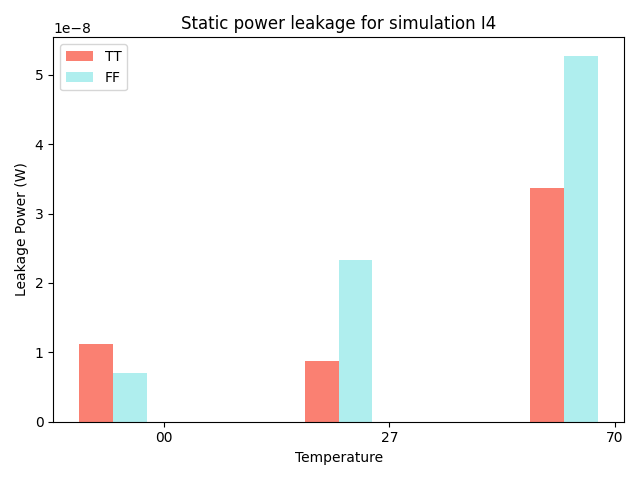 Static power leakage for simulation I4
1e−8
TT
FF
5
4
3
2
1
0
Leakage Power (W)
00
27
70
Temperature